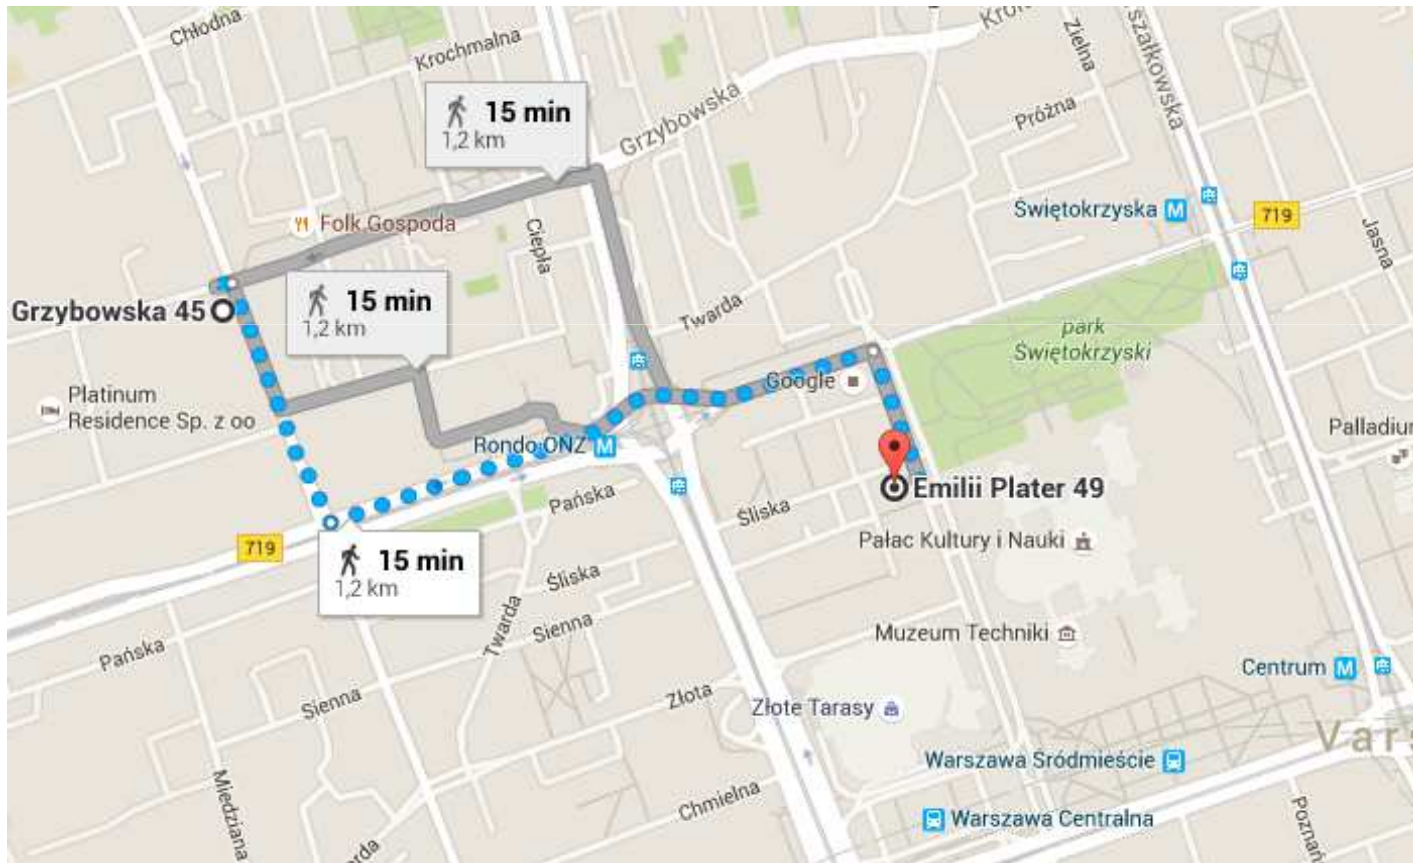 Chłodna
Krochmalna
Zielna
15 min
1,2 km
Grzybowska
Próżna
Świętokrzyska M
719
Jasna
Folk Gospoda
Ciepła
Grzybowska 45
15 min
1,2 km
Twarda
park
Świętokrzyski
Google
Platinum
Residence Sp. z oo
Rondo ONZ M
Emilii Plater 49
Pańska
Śliska
Pałac Kultury i Nauki
719
15 min
1,2 km
Śliska
Twarda
Sienna
Muzeum Techniki
Pańska
Centrum M
Sienna
Złota
Złote Tarasy
Warszawa Śródmieście
Miedziana
Chmielna
Warszawa Centralna